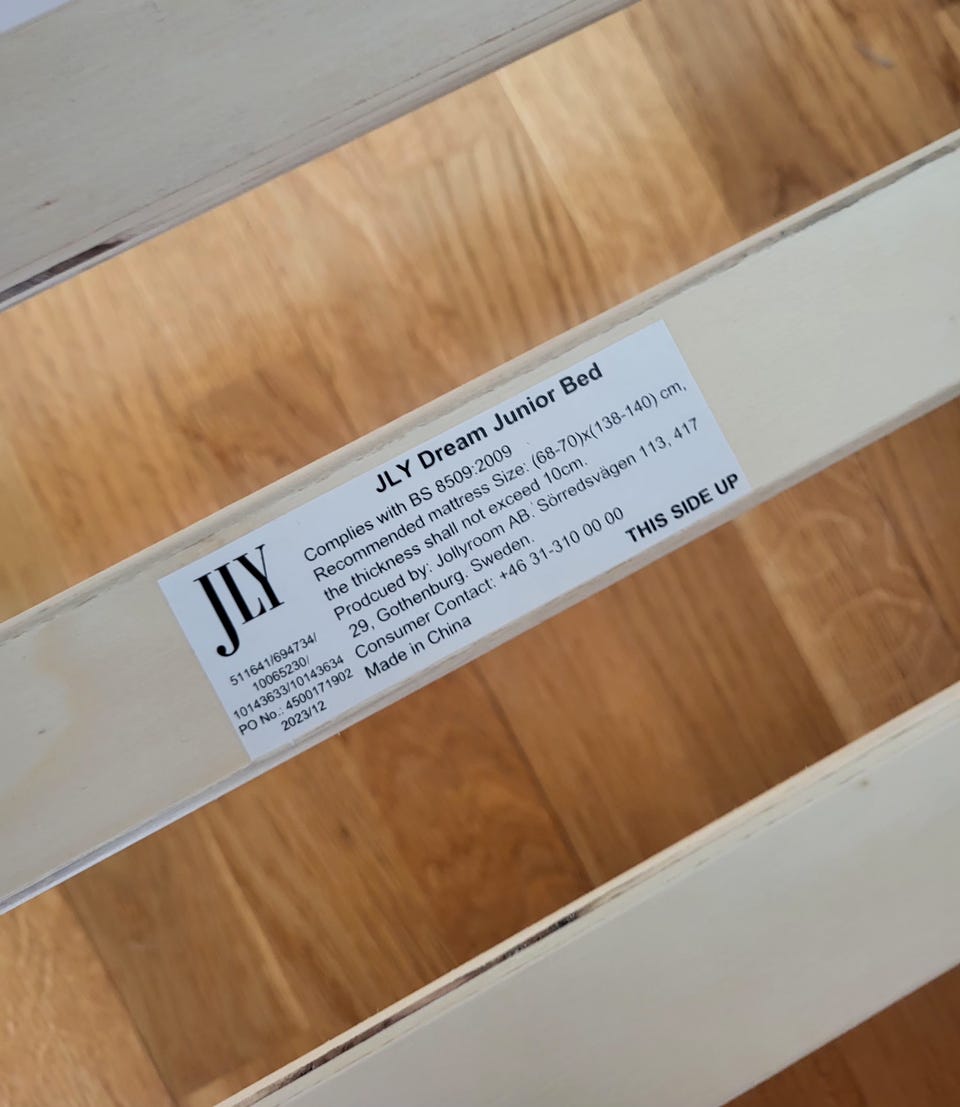 JLY Dream Junior Bed
Complies with BS 8509:2009
Recommended mattress Size: (68-70)x(138-140) cm,
the thickness shall not exceed 10cm.
Prodcued by: Jollyroom AB. Sörredsvägen 113, 417
29, Gothenburg. Sweden.
Consumer Contact: +46 31-310 00 00
Made in China
THIS SIDE UP
JLY
511641/694734/
10065230/
10143633/10143634
PO No.: 4500171902
2023/12